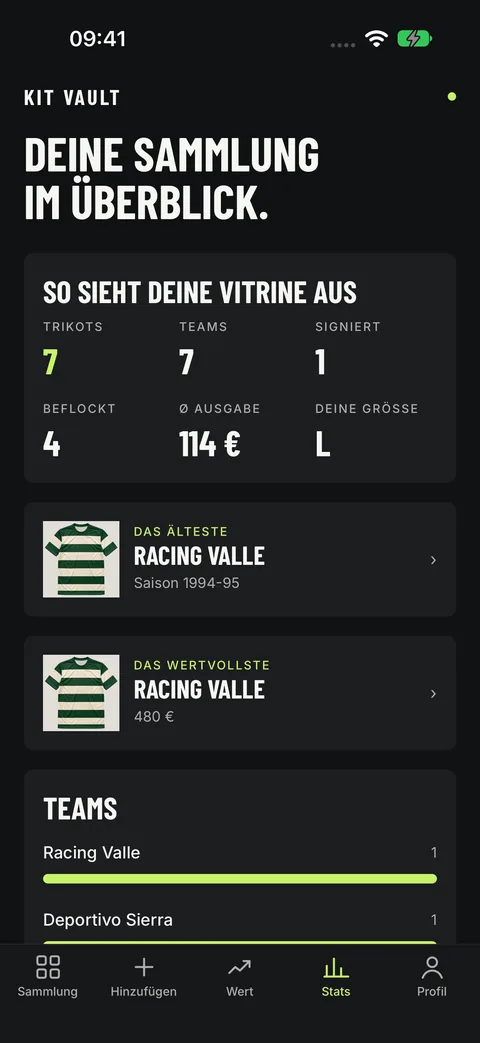 09:41
KIT VAULT
DEINE SAMMLUNG
IM ÜBERBLICK.
SO SIEHT DEINE VITRINE AUS
TRIKOTS TEAMS SIGNIERT
7 7 1
BEFLOCKT Ø AUSGABE DEINE GRÖSSE
4 114 € L
DAS ÄLTESTE
RACING VALLE
Saison 1994-95
DAS WERTVOLLSTE
RACING VALLE
480 €
TEAMS
Racing Valle 1
Deportivo Sierra 1
Sammlung Hinzufügen Wert Stats Profil